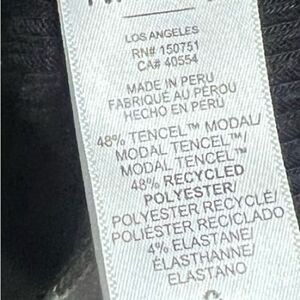 LOS ANGELES
RN# 150751
CA# 40554
MADE IN PERU
FABRIQUÉ AU PÉROU
HECHO EN PERÚ
48% TENCEL™ MODAL/
MODAL TENCEL™/
MODAL TENCEL™
48% RECYCLED
POLYESTER/
POLYESTER RECYCLÉ/
POLIÉSTER RECICLADO
4% ELASTANE/
ÉLASTHANNE/
ELASTANO